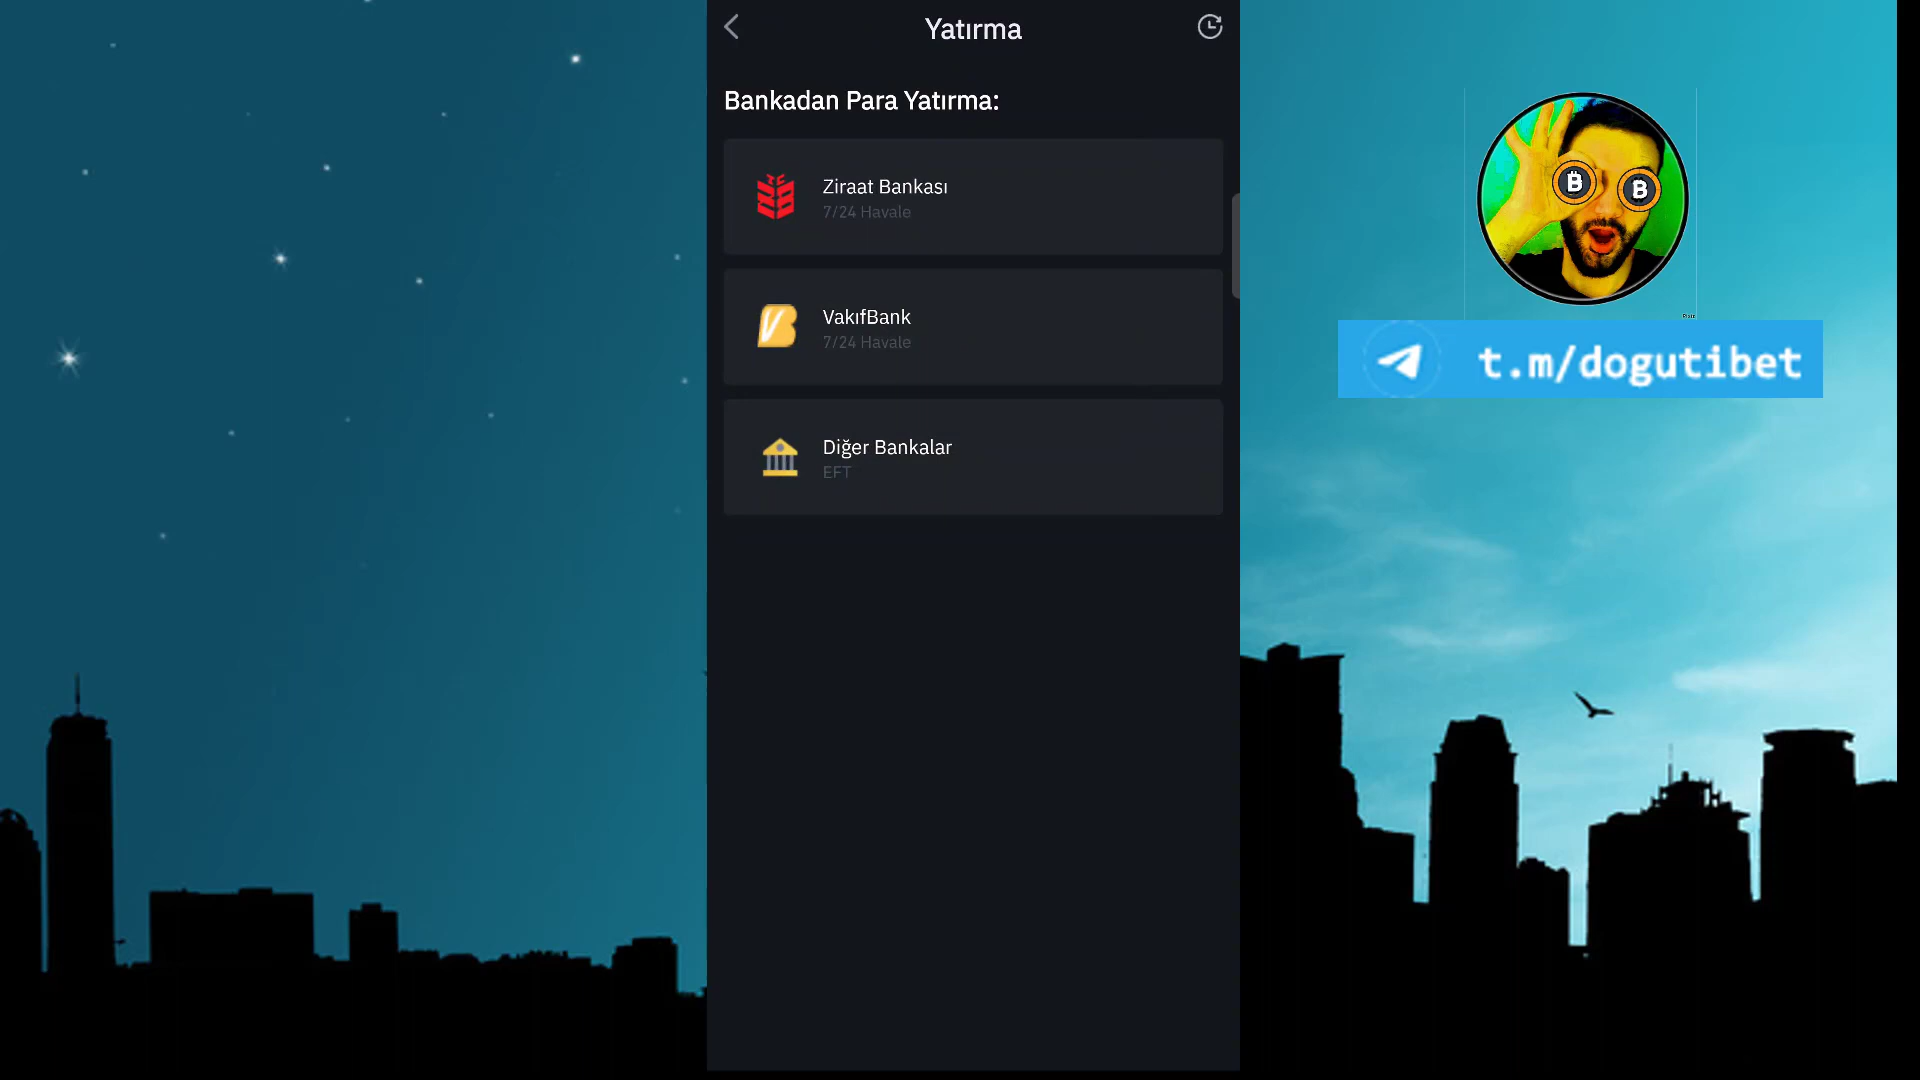 Yatırma
Bankadan Para Yatırma:
Ziraat Bankası
7/24 Havale
VakıfBank
7/24 Havale
Diğer Bankalar
EFT
t.m/dogutibet